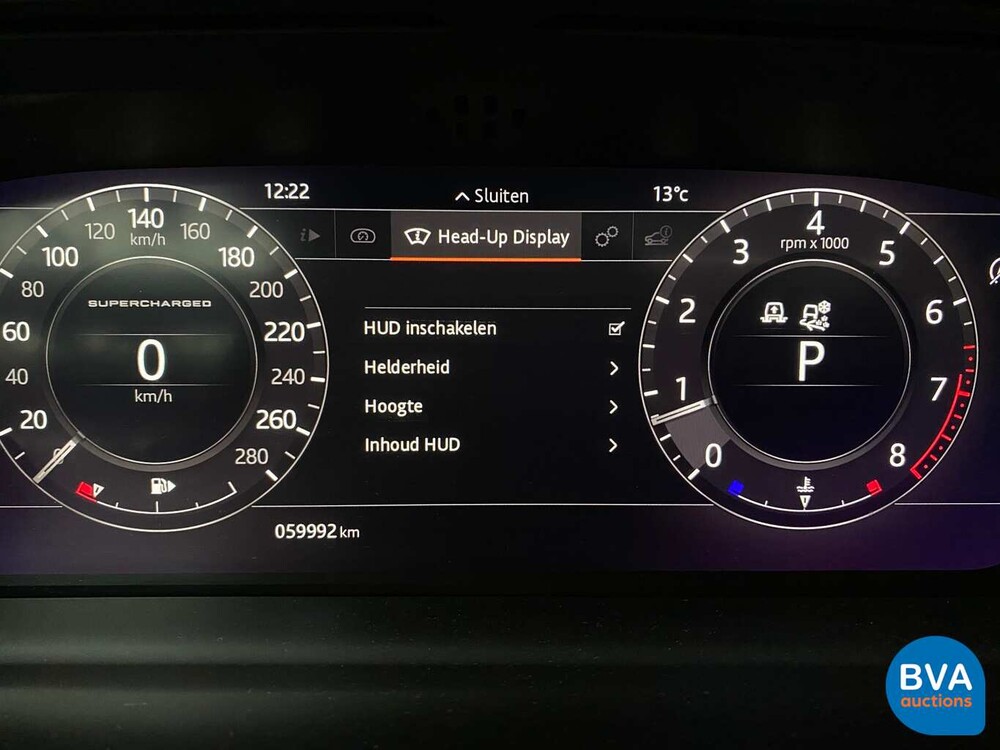 12:22
Sluiten
13°c
Head-Up Display
HUD inschakelen
Helderheid
Hoogte
Inhoud HUD
0 20 40 60 80 100 120 140 160 180 200 220 240 260 280
km/h
SUPERCHARGED
0
km/h
0 1 2 3 4 5 6 7 8
rpm x 1000
P
059992 km
BVA
auctions